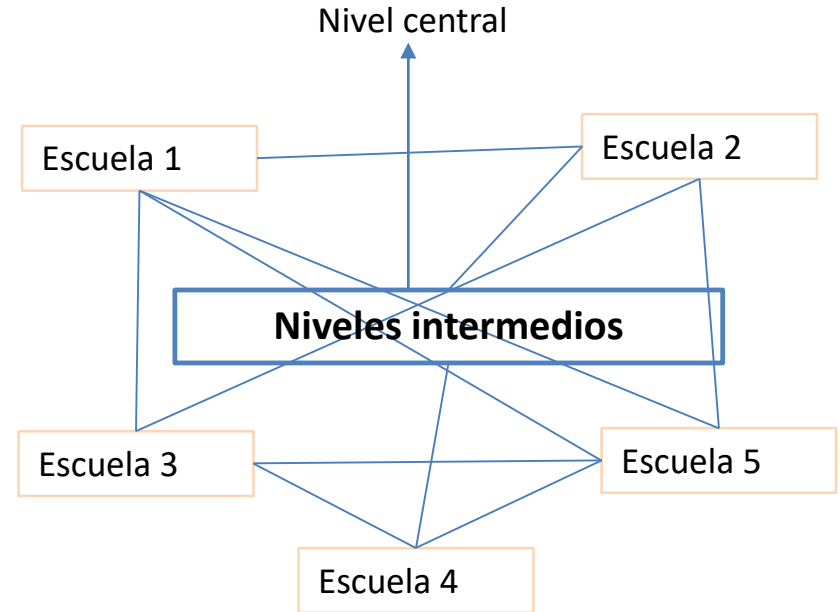 Nivel central
Escuela 1
Escuela 2
Niveles intermedios
Escuela 3
Escuela 5
Escuela 4